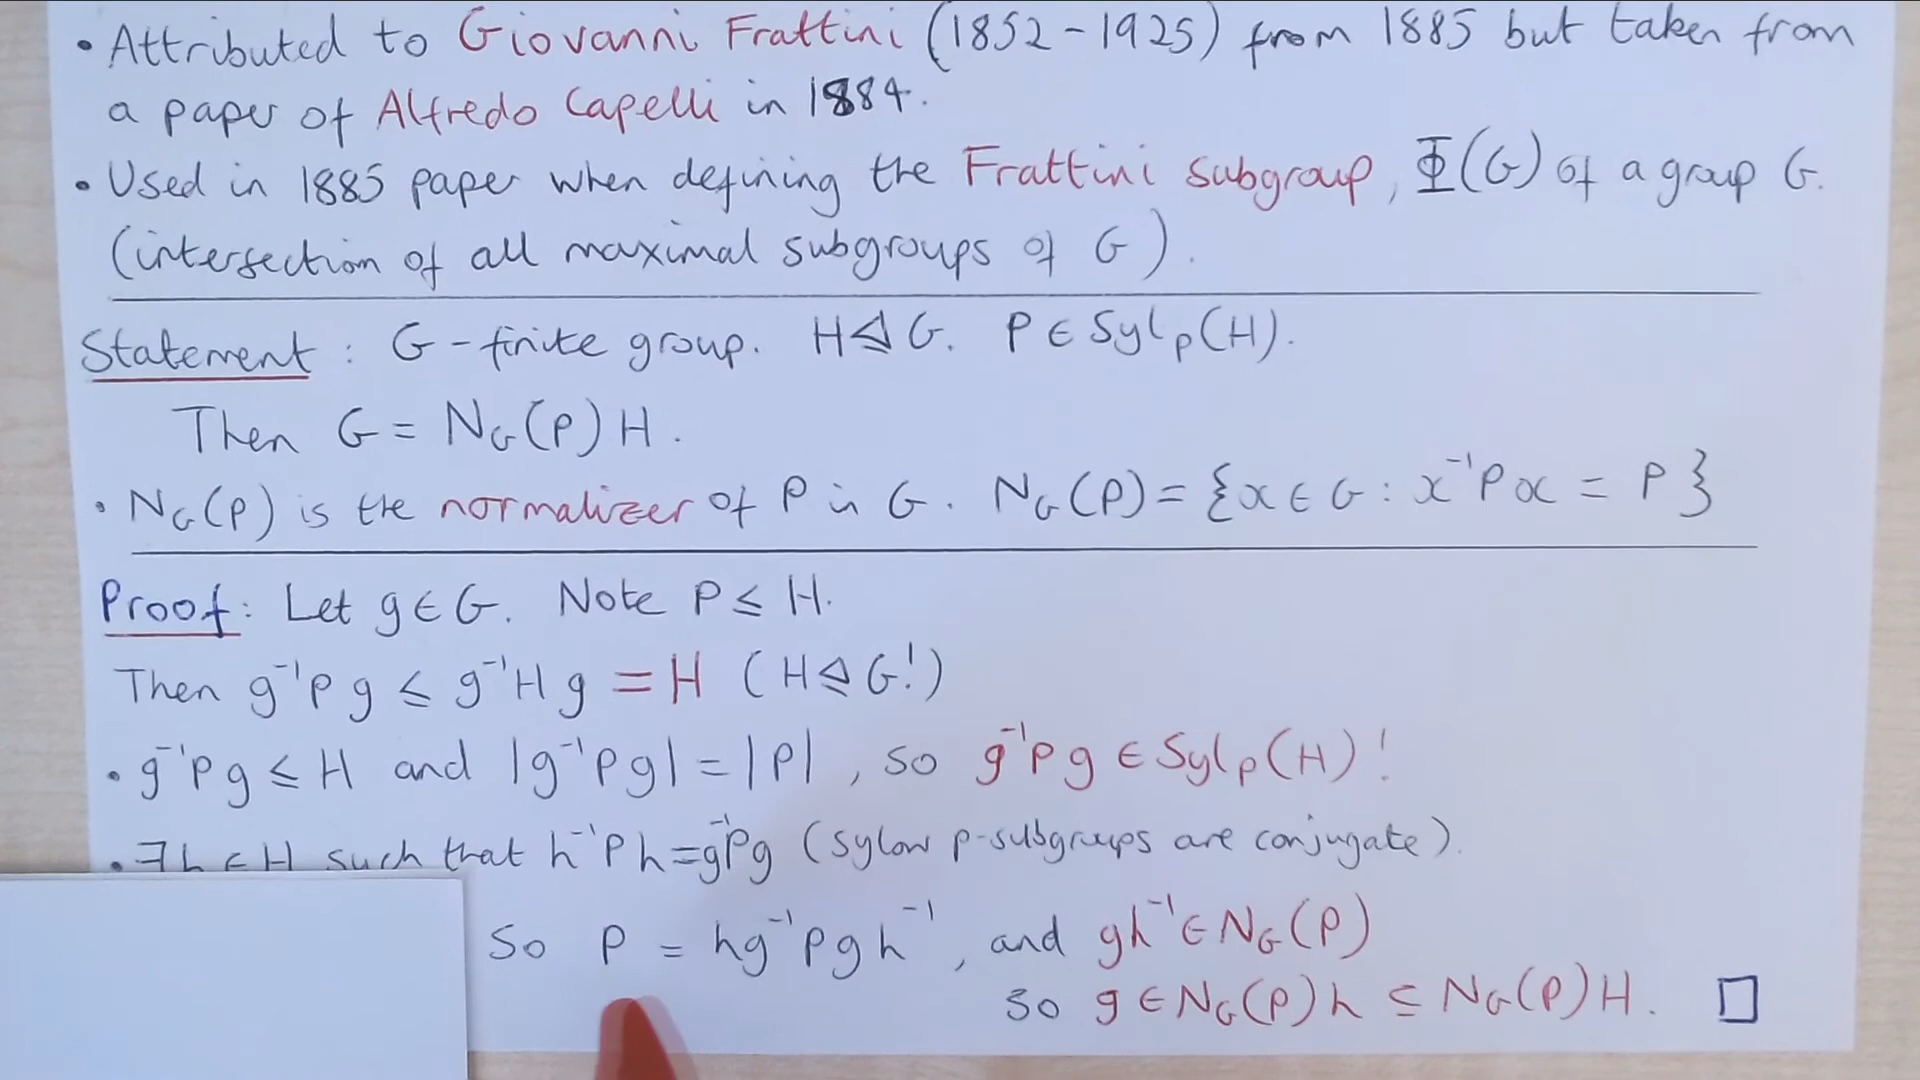 • Attributed to Giovanni Frattini (1852-1925) from 1885 but taken from
a paper of Alfredo Capelli in 1884.
• Used in 1885 paper when defining the Frattini subgroup, Φ(G) of a group G.
(intersection of all maximal subgroups of G).
Statement: G-finite group. H⊴G. P∈Syl_p(H).
Then G = N_G(P)H.
• N_G(P) is the normalizer of P in G. N_G(P) = {x∈G : x⁻¹Px = P}
Proof: Let g∈G. Note P≤H.
Then g⁻¹Pg ≤ g⁻¹Hg = H (H⊴G!)
• g⁻¹Pg ≤ H and |g⁻¹Pg| = |P|, so g⁻¹Pg ∈ Syl_p(H)!
• ∃h∈H such that h⁻¹Ph=g⁻¹Pg (Sylow p-subgroups are conjugate).
So P = hg⁻¹Pgh⁻¹, and gh⁻¹∈N_G(P)
so g∈N_G(P)h ⊆ N_G(P)H. □